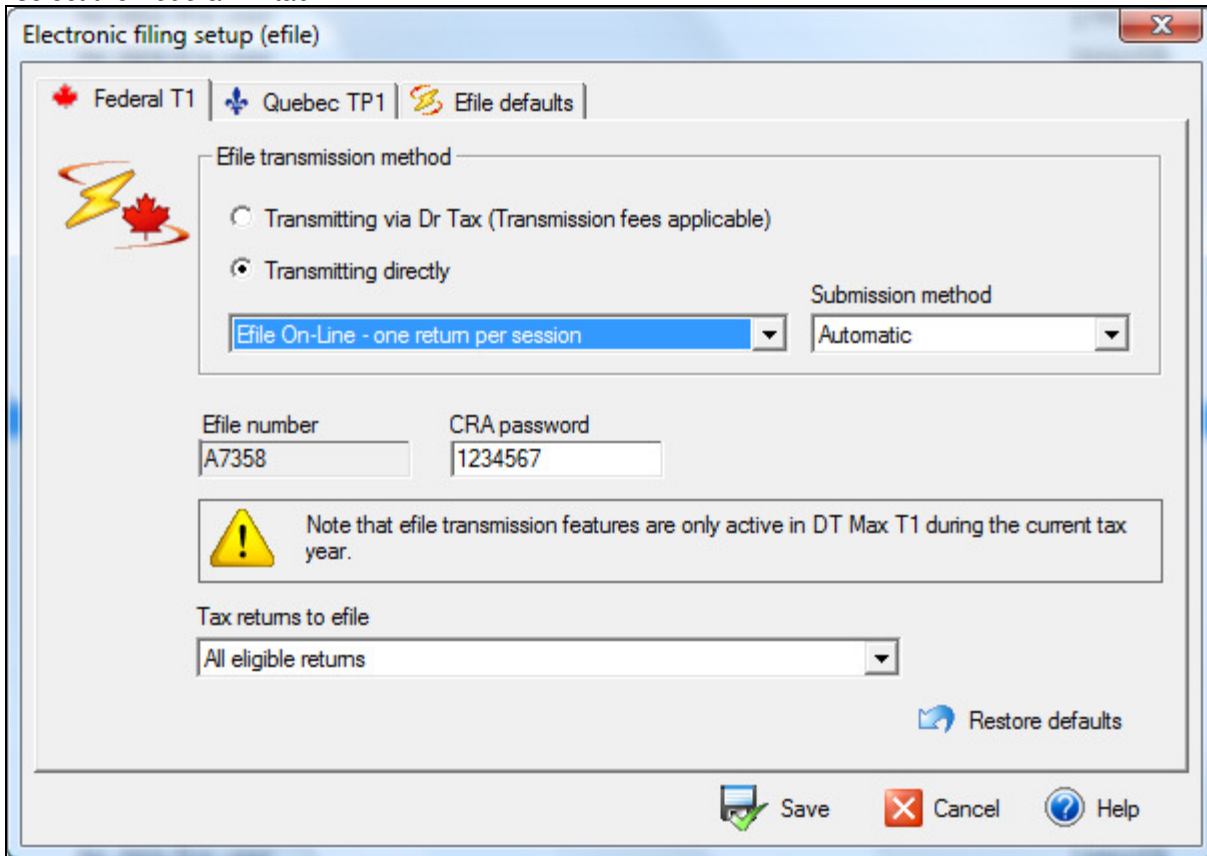 Electronic filing setup (efile)
Federal T1
Quebec TP1
Efile defaults
Efile transmission method
Transmitting via Dr Tax (Transmission fees applicable)
Transmitting directly
Submission method
Efile On-Line - one return per session
Automatic
Efile number
CRA password
A7358
1234567
Note that efile transmission features are only active in DT Max T1 during the current tax
year.
Tax returns to efile
All eligible returns
Restore defaults
Save
Cancel
Help